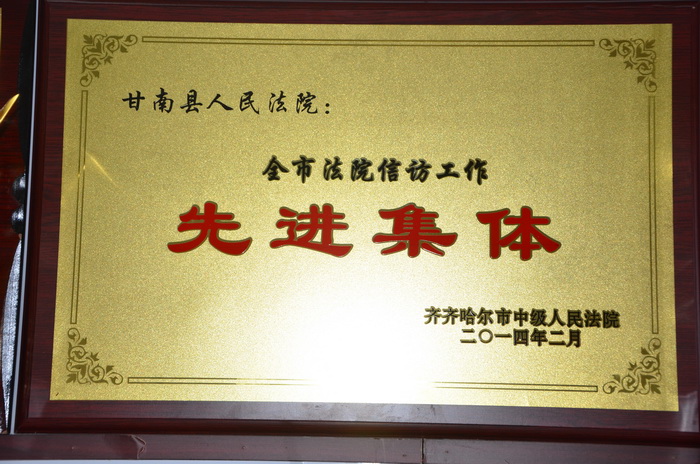 甘南县人民法院：
全市法院信访工作
先进集体
齐齐哈尔市中级人民法院
二〇一四年二月